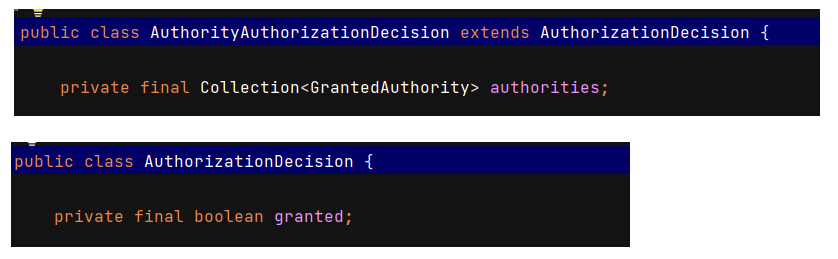 public class AuthorityAuthorizationDecision extends AuthorizationDecision {
private final Collection<GrantedAuthority> authorities;
public class AuthorizationDecision {
private final boolean granted;